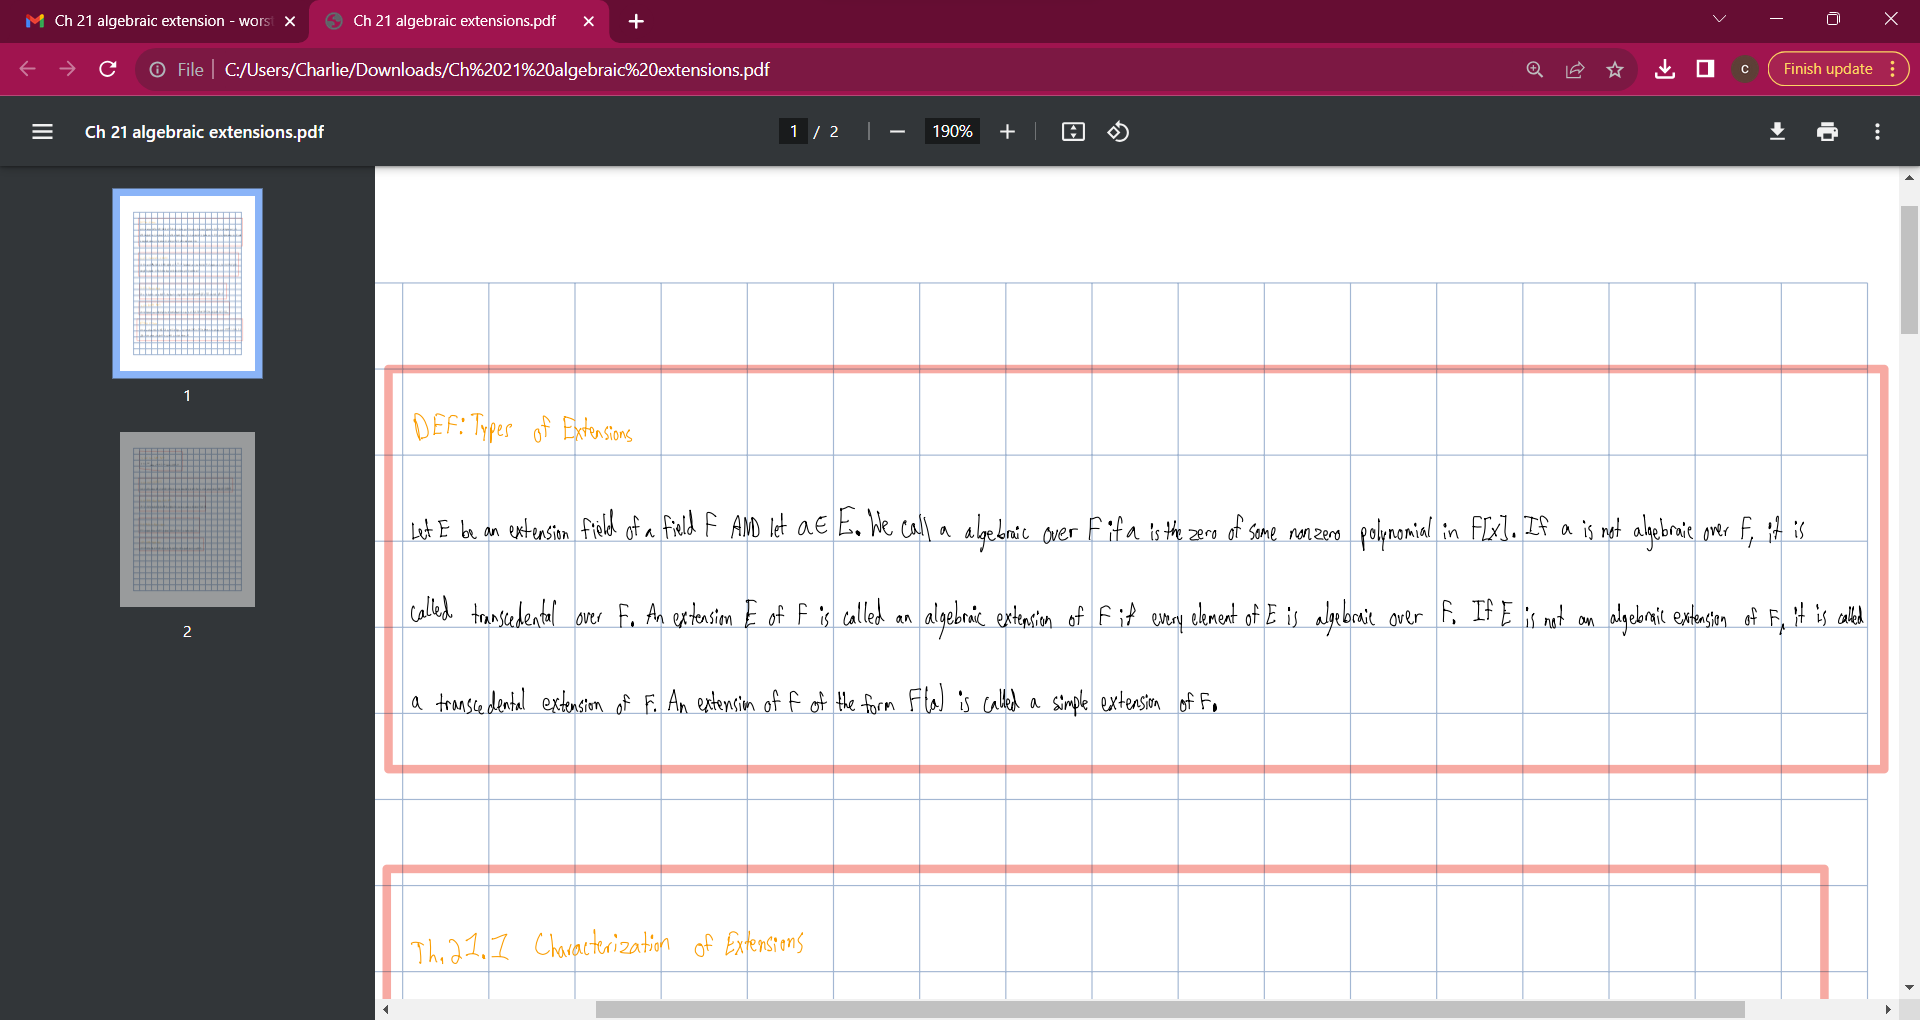 Ch 21 algebraic extension - wors
Ch 21 algebraic extensions.pdf
File
C:/Users/Charlie/Downloads/Ch%2021%20algebraic%20extensions.pdf
C
Finish update
Ch 21 algebraic extensions.pdf
1 / 2
190%
1
2
DEF: Types of Extensions
Let E be an extension field of a field F AND let a ∈ E. We call a algebraic over F if a is the zero of some nonzero polynomial in F[x]. If a is not algebraic over F, it is
called transcedental over F. An extension E of F is called an algebraic extension of F if every element of E is algebraic over F. If E is not an algebraic extension of F, it is called
a transcedental extension of F. An extension of F of the form F(a) is called a simple extension of F.
Th. 21.1 Characterization of Extensions